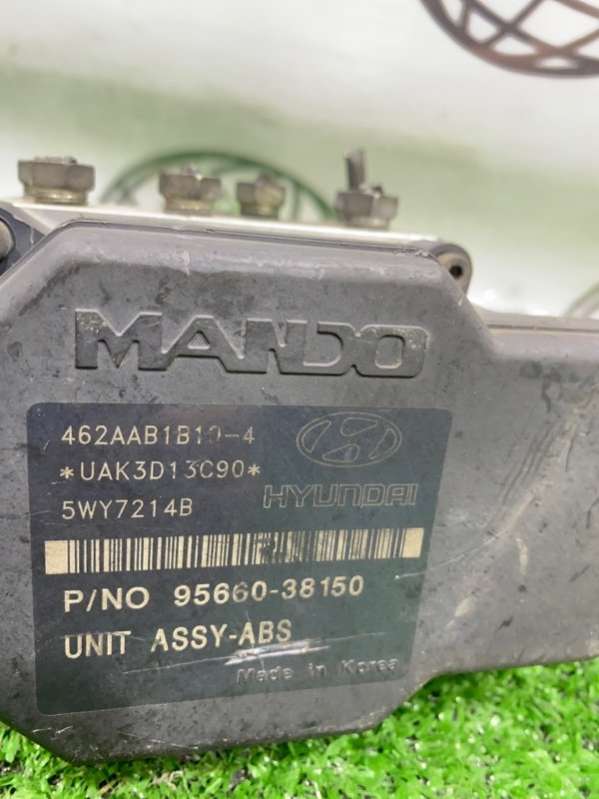 MANDO
462AAB1B10-4
*UAK3D13C90*
5WY7214B
HYUNDAI
P/NO 95660-38150
UNIT ASSY-ABS
Made in Korea